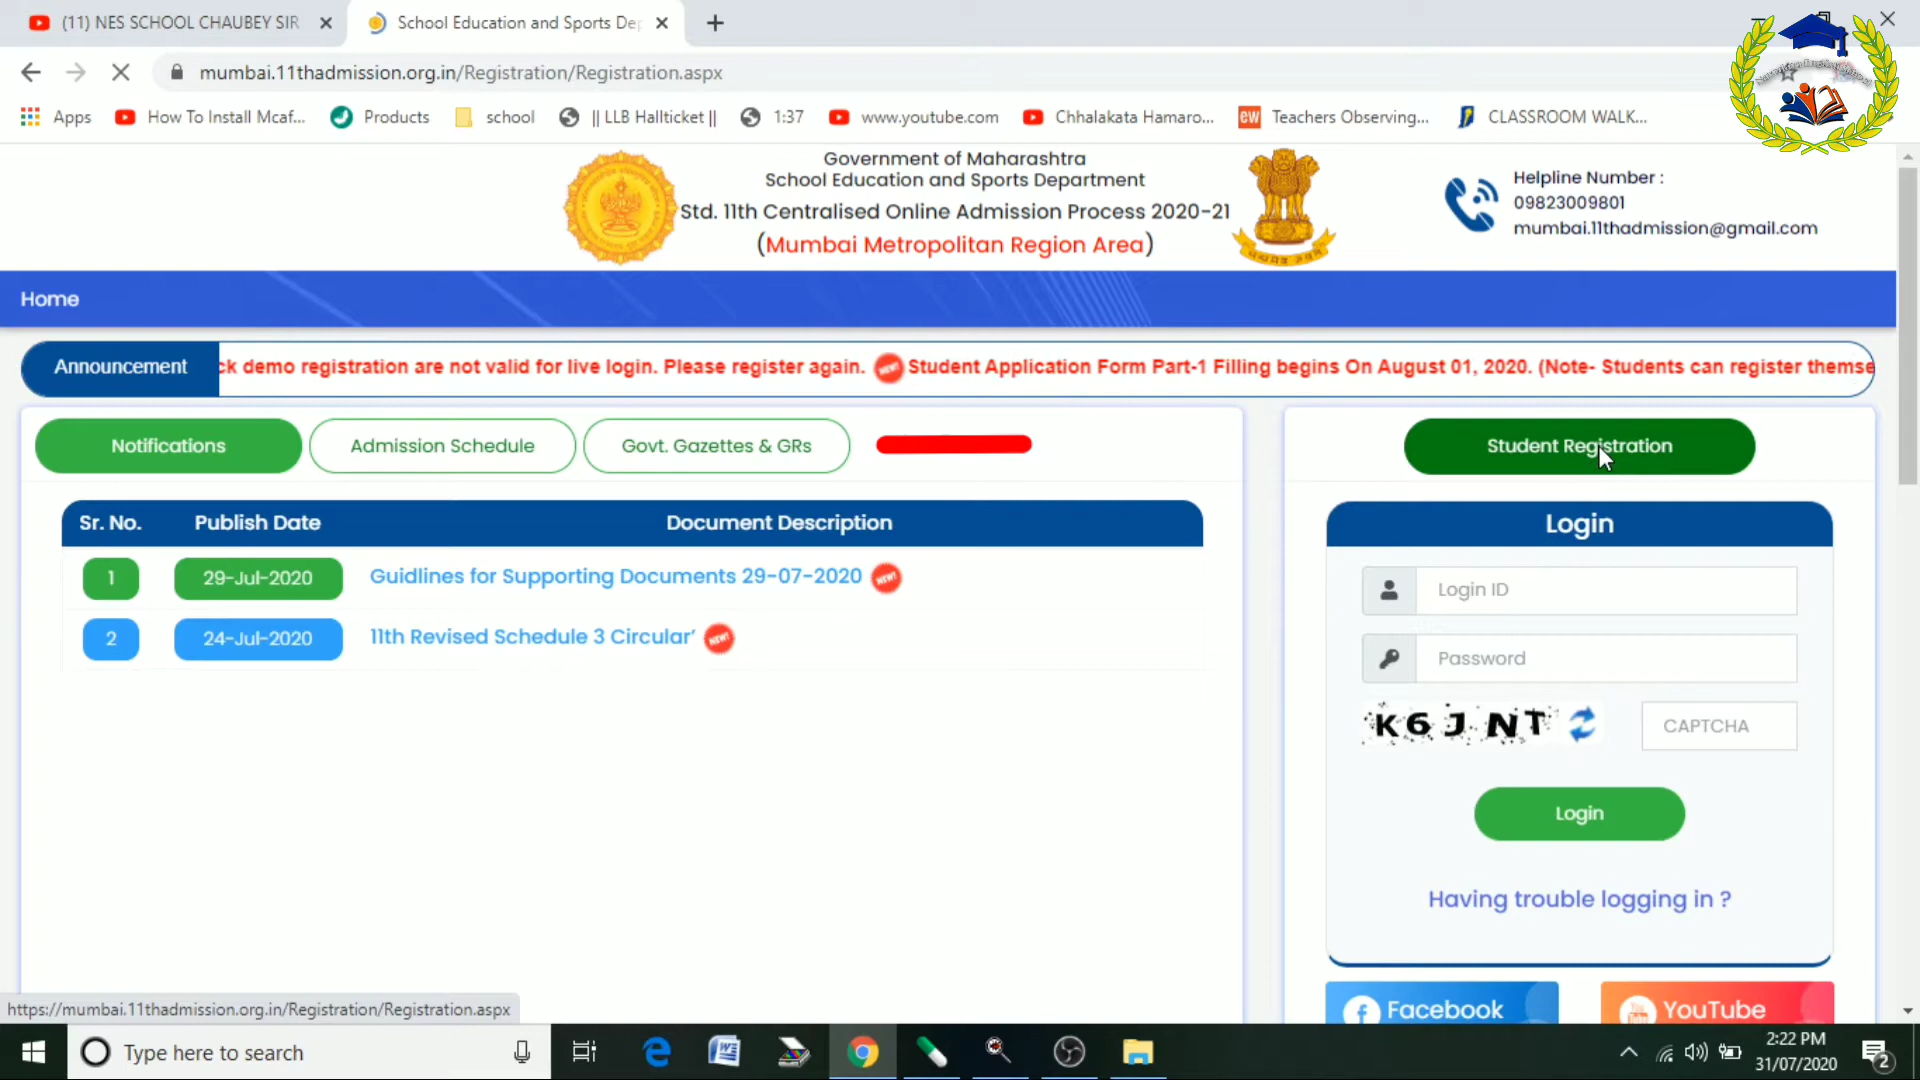 (11) NES SCHOOL CHAUBEY SIR
School Education and Sports De
mumbai.11thadmission.org.in/Registration/Registration.aspx
Apps
How To Install Mcaf...
Products
school
|| LLB Hallticket ||
1:37
www.youtube.com
Chhalakata Hamaro...
ew
Teachers Observing...
CLASSROOM WALK...
Government of Maharashtra
School Education and Sports Department
Std. 11th Centralised Online Admission Process 2020-21
(Mumbai Metropolitan Region Area)
Helpline Number :
09823009801
mumbai.11thadmission@gmail.com
Home
Announcement
ck demo registration are not valid for live login. Please register again.
NEW!
Student Application Form Part-1 Filling begins On August 01, 2020. (Note- Students can register themse
Notifications
Admission Schedule
Govt. Gazettes & GRs
Student Registration
Sr. No.
Publish Date
Document Description
1
29-Jul-2020
Guidlines for Supporting Documents 29-07-2020
NEW!
2
24-Jul-2020
11th Revised Schedule 3 Circular’
NEW!
Login
Login ID
Password
K6JNT
CAPTCHA
Login
Having trouble logging in ?
Facebook
YouTube
https://mumbai.11thadmission.org.in/Registration/Registration.aspx
Type here to search
2:22 PM
31/07/2020
2